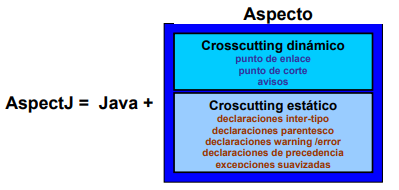 Aspecto
Crosscutting dinámico
punto de enlace
punto de corte
avisos
AspectJ = Java +
Croscutting estático
declaraciones inter-tipo
declaraciones parentesco
declaraciones warning /error
declaraciones de precedencia
excepciones suavizadas